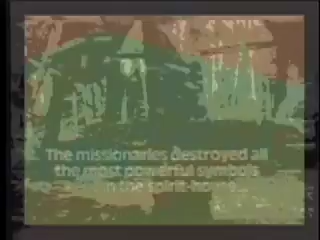 The missionaries destroyed all
the most powerful symbols
in the spirit-house...